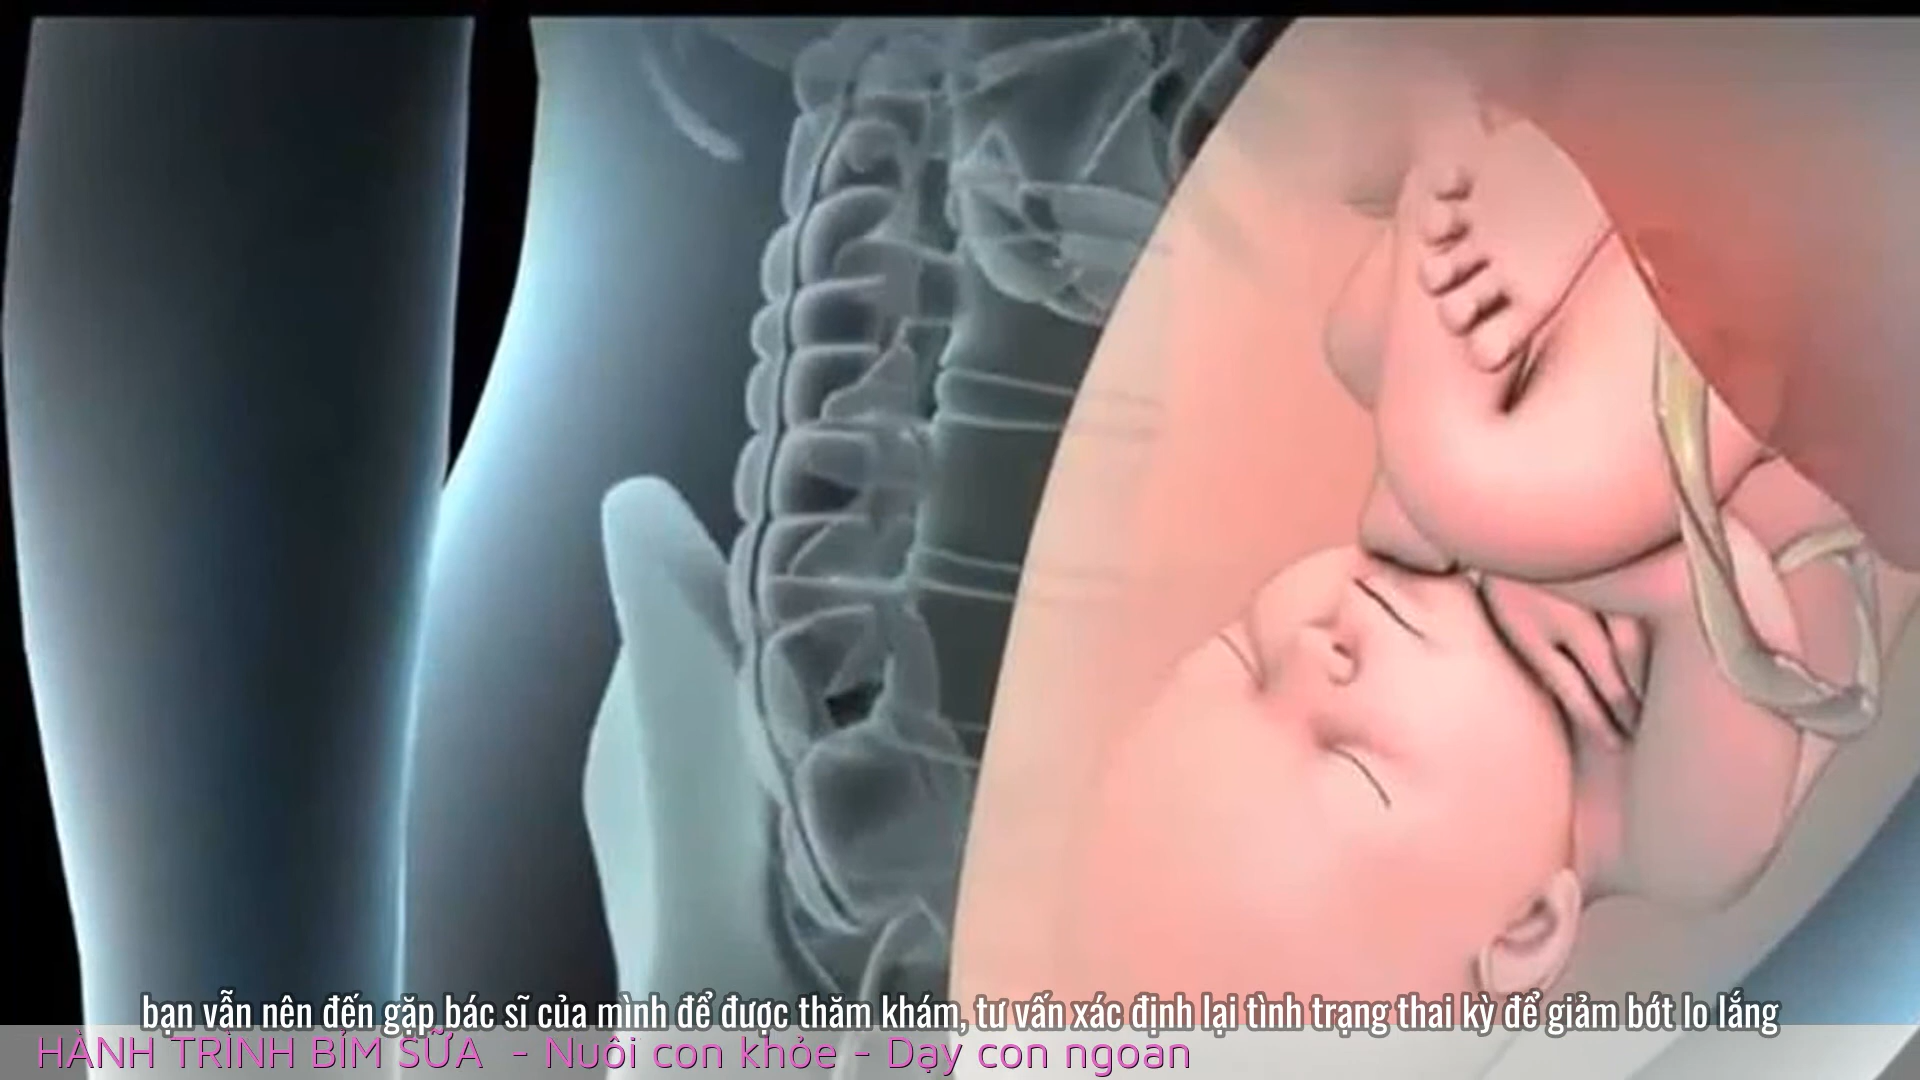 bạn vẫn nên đến gặp bác sĩ của mình để được thăm khám, tư vấn xác định lại tình trạng thai kỳ để giảm bớt lo lắng
HÀNH TRÌNH BỈM SỮA - Nuôi con khỏe - Dạy con ngoan